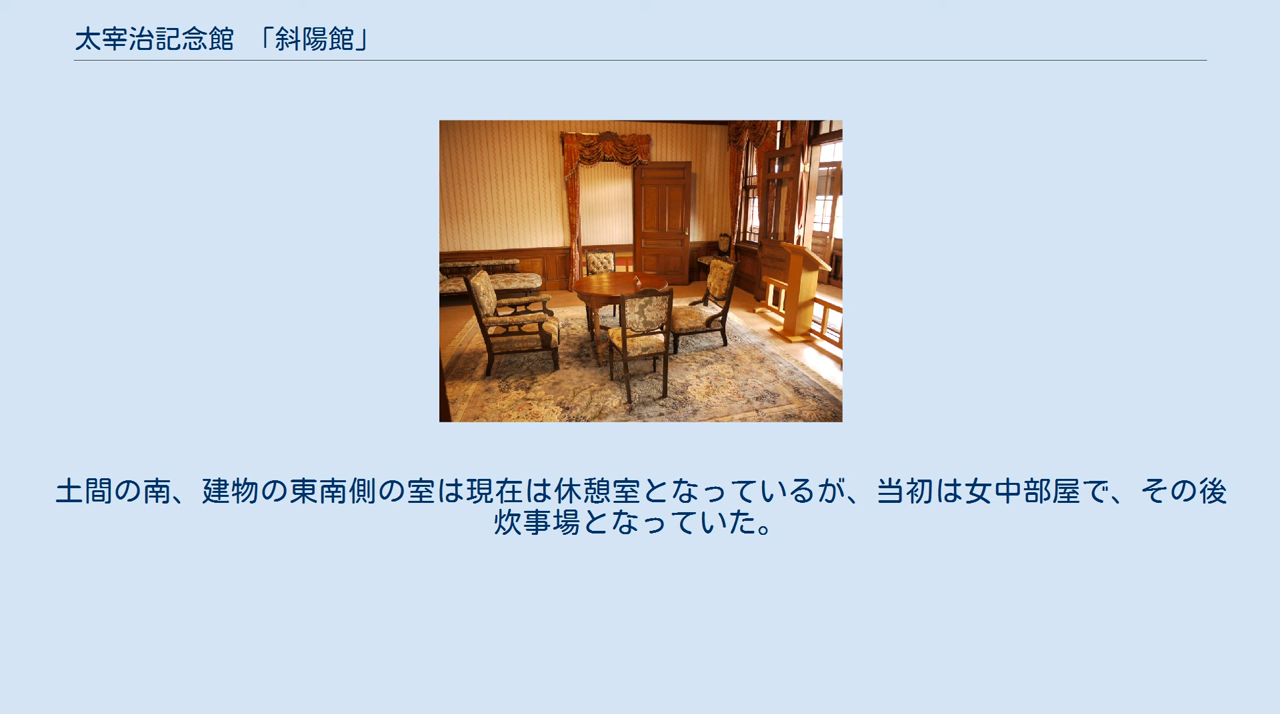 太宰治記念館 「斜陽館」
土間の南、建物の東南側の室は現在は休憩室となっているが、当初は女中部屋で、その後
炊事場となっていた。